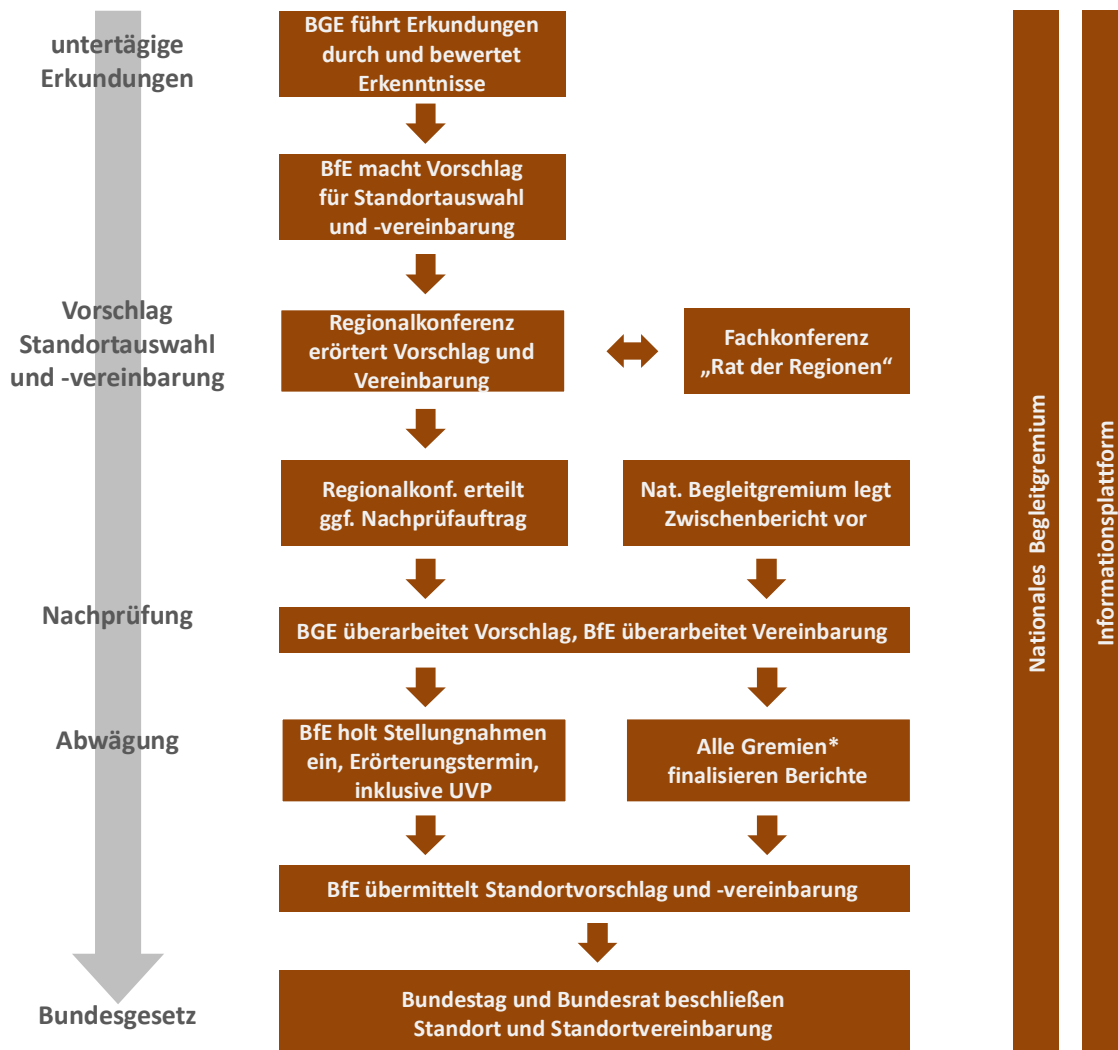 untertägige
Erkundungen
BGE führt Erkundungen
durch und bewertet
Erkenntnisse
BfE macht Vorschlag
für Standortauswahl
und -vereinbarung
Vorschlag
Standortauswahl
und -vereinbarung
Regionalkonferenz
erörtert Vorschlag und
Vereinbarung
Fachkonferenz
„Rat der Regionen“
Regionalkonf. erteilt
ggf. Nachprüfauftrag
Nat. Begleitgremium legt
Zwischenbericht vor
Nachprüfung
BGE überarbeitet Vorschlag, BfE überarbeitet Vereinbarung
Abwägung
BfE holt Stellungnahmen
ein, Erörterungstermin,
inklusive UVP
Alle Gremien*
finalisieren Berichte
BfE übermittelt Standortvorschlag und -vereinbarung
Bundesgesetz
Bundestag und Bundesrat beschließen
Standort und Standortvereinbarung
Nationales Begleitgremium
Informationsplattform